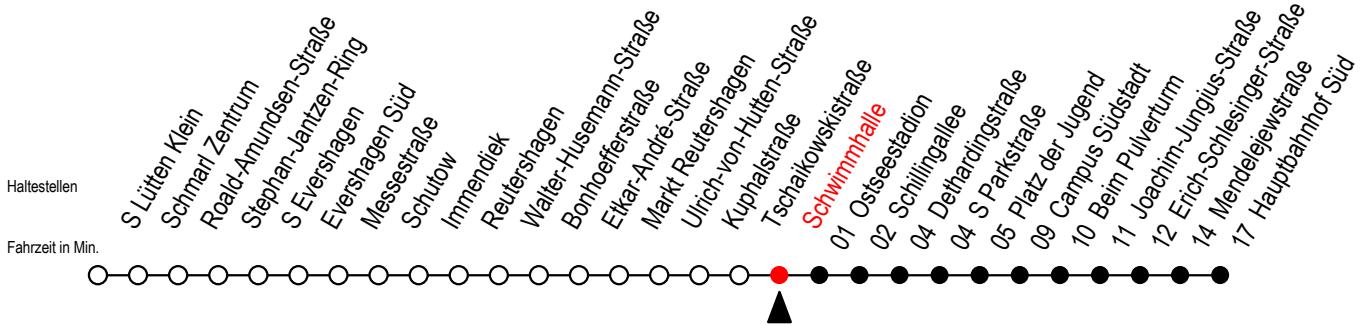 S Lütten Klein
Schmarl Zentrum
Roald-Amundsen-Straße
Stephan-Jantzen-Ring
S Evershagen
Evershagen Süd
Messestraße
Schutow
Immendiek
Reutershagen
Walter-Husemann-Straße
Bonhoefferstraße
Etkar-André-Straße
Markt Reutershagen
Ulrich-von-Hutten-Straße
Kuphalstraße
Tschaikowskistraße
Schwimmhalle
01 Ostseestadion
02 Schillingallee
04 Dethardingstraße
04 S Parkstraße
05 Platz der Jugend
09 Campus Südstadt
10 Beim Pulverturm
11 Joachim-Jungius-Straße
12 Erich-Schlesinger-Straße
14 Mendelejewstraße
17 Hauptbahnhof Süd
Haltestellen
Fahrzeit in Min.